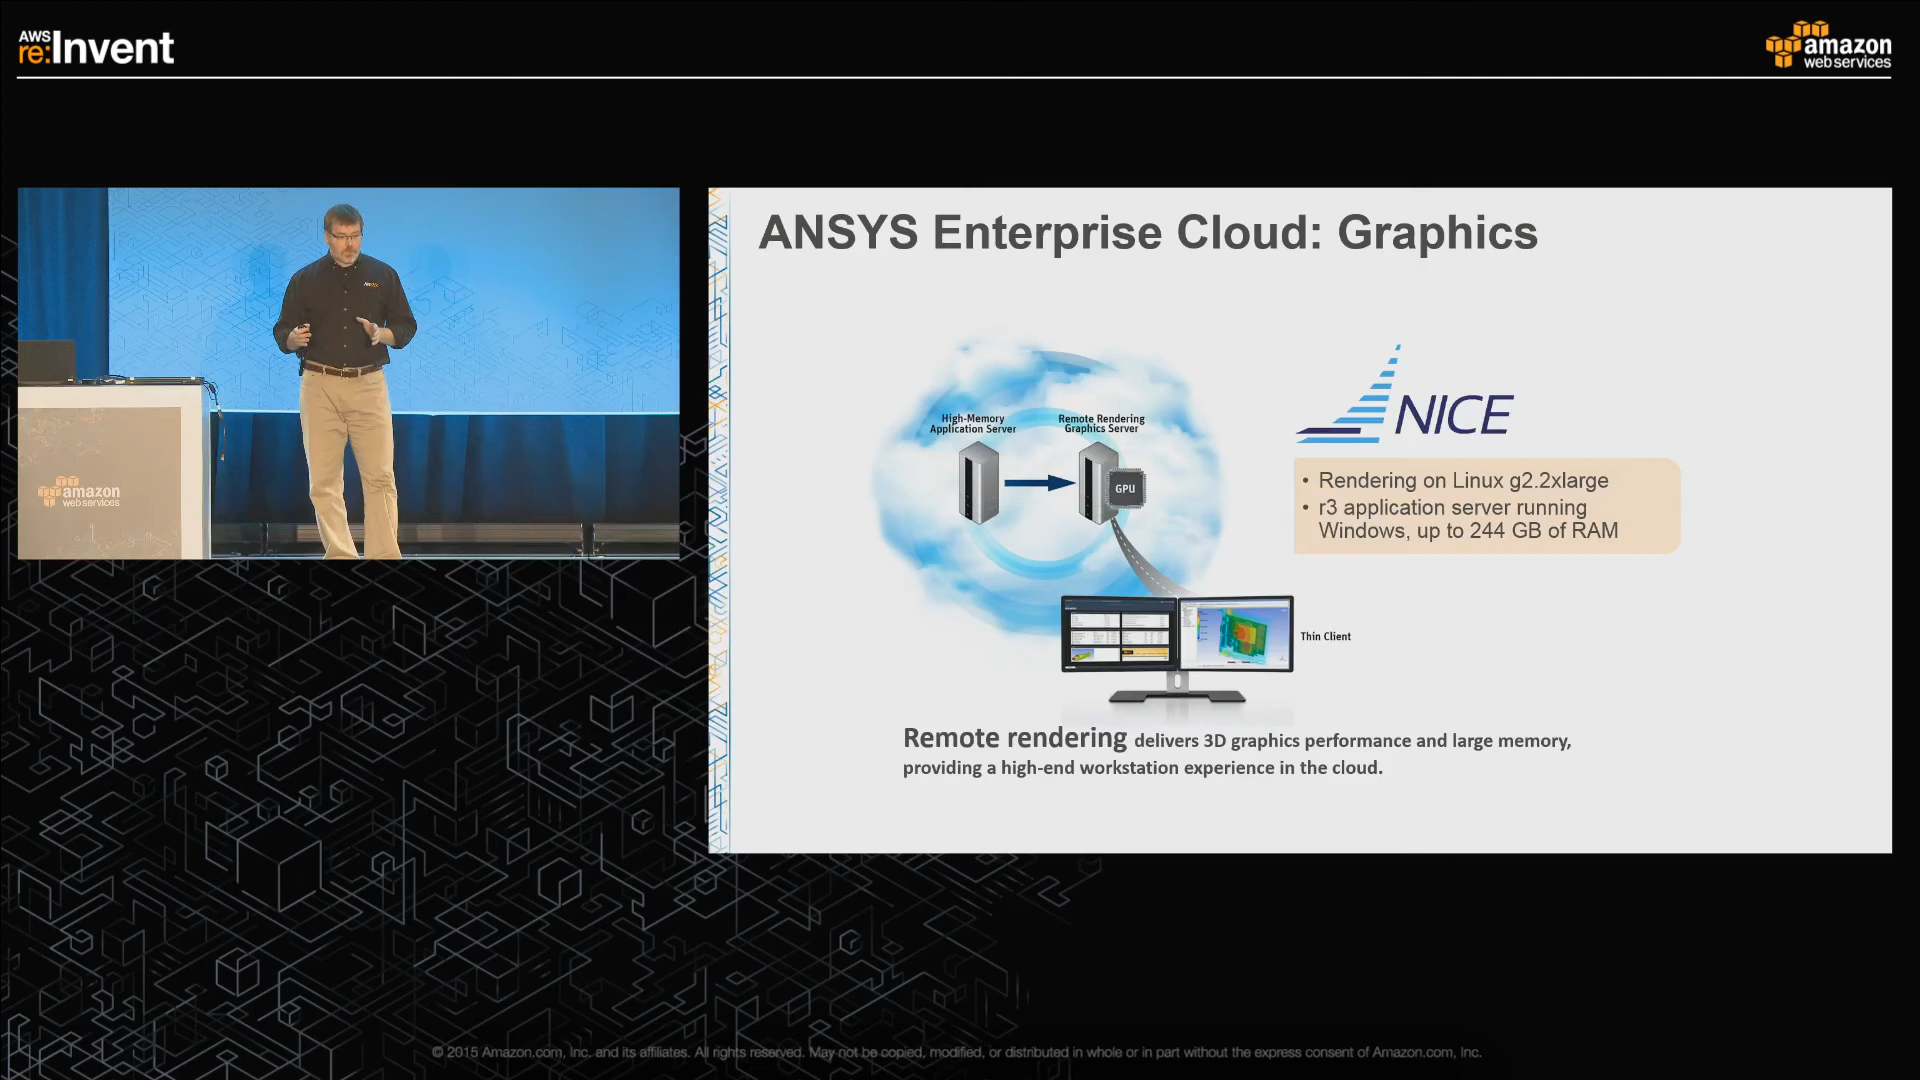 AWS
re:Invent
amazon
web services
ANSYS Enterprise Cloud: Graphics
High-Memory
Application Server
Remote Rendering
Graphics Server
GPU
NICE
• Rendering on Linux g2.2xlarge
• r3 application server running
Windows, up to 244 GB of RAM
Thin Client
Remote rendering delivers 3D graphics performance and large memory,
providing a high-end workstation experience in the cloud.
amazon
web services
© 2015 Amazon.com, Inc. and its affiliates. All rights reserved. May not be copied, modified, or distributed in whole or in part without the express consent of Amazon.com, Inc.